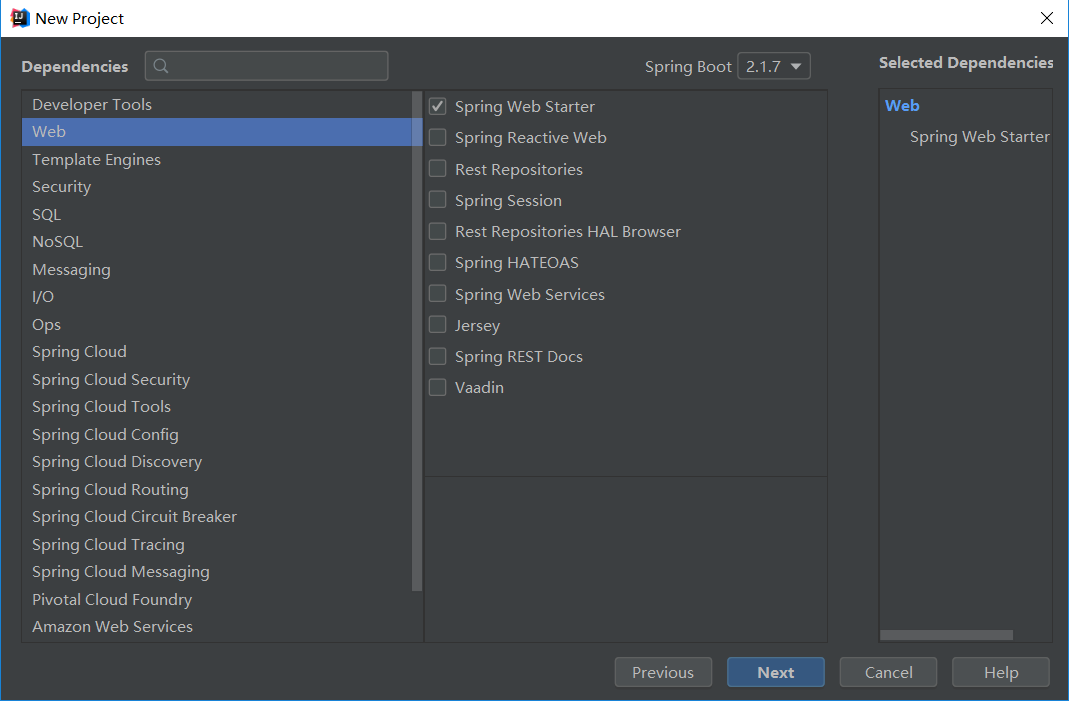 New Project
Dependencies
Spring Boot 2.1.7
Selected Dependencies
Developer Tools
Web
Template Engines
Security
SQL
NoSQL
Messaging
I/O
Ops
Spring Cloud
Spring Cloud Security
Spring Cloud Tools
Spring Cloud Config
Spring Cloud Discovery
Spring Cloud Routing
Spring Cloud Circuit Breaker
Spring Cloud Tracing
Spring Cloud Messaging
Pivotal Cloud Foundry
Amazon Web Services
Spring Web Starter
Spring Reactive Web
Rest Repositories
Spring Session
Rest Repositories HAL Browser
Spring HATEOAS
Spring Web Services
Jersey
Spring REST Docs
Vaadin
Web
Spring Web Starter
Previous
Next
Cancel
Help